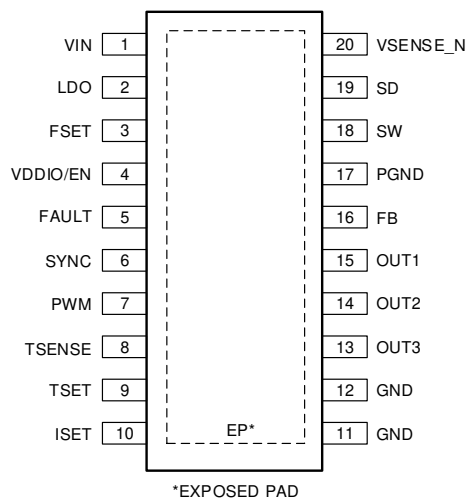 VIN 1 20 VSENSE_N
LDO 2 19 SD
FSET 3 18 SW
VDDIO/EN 4 17 PGND
FAULT 5 16 FB
SYNC 6 15 OUT1
PWM 7 14 OUT2
TSENSE 8 13 OUT3
TSET 9 12 GND
ISET 10 EP* 11 GND
*EXPOSED PAD